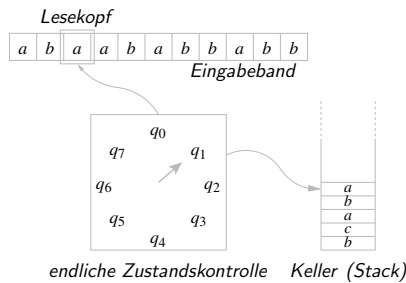 Lesekopf
a b a a b a a b a b b
Eingabeband
q0
q7 q1
q6 q2
q5 q3
q4
a
b
a
c
b
endliche Zustandskontrolle Keller (Stack)